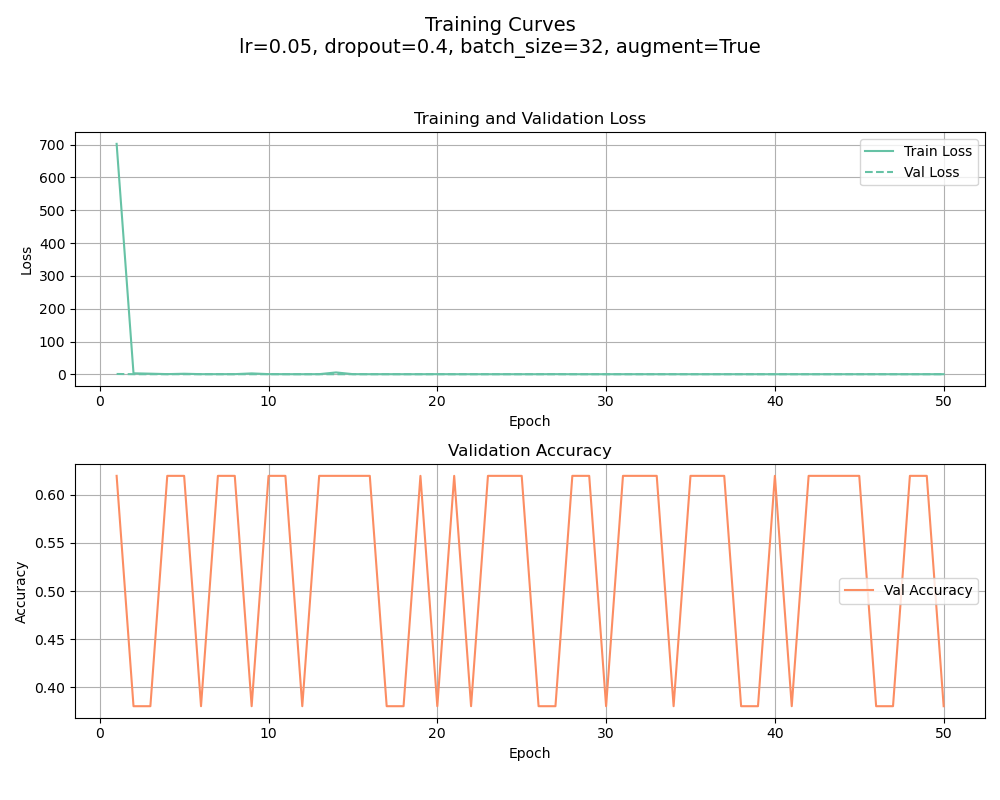 Training Curves
lr=0.05, dropout=0.4, batch_size=32, augment=True
Training and Validation Loss
700
600
500
400
300
200
100
0
Loss
Train Loss
Val Loss
0 10 20 30 40 50
Epoch
Validation Accuracy
0.60
0.55
0.50
0.45
0.40
Accuracy
Val Accuracy
0 10 20 30 40 50
Epoch